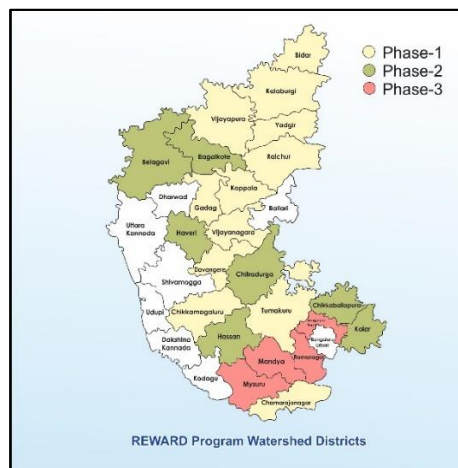 Bidar
Phase-1
Phase-2
Phase-3
Kalaburgi
Vijayapura
Yadgir
Raichur
Belagavi
Bagalkote
Koppala
Dharwad
Gadag
Ballari
Uttara
Kannada
Haveri
Vijayanagara
Davangere
Chitradurga
Shivamogga
Chikkamagaluru
Tumakuru
Chikkaballapura
Udupi
Kolar
Hassan
Bengaluru
Urban
Dakshina
Kannada
Mandya
Ramanagara
Kodagu
Mysuru
Chamarajanagar
REWARD Program Watershed Districts